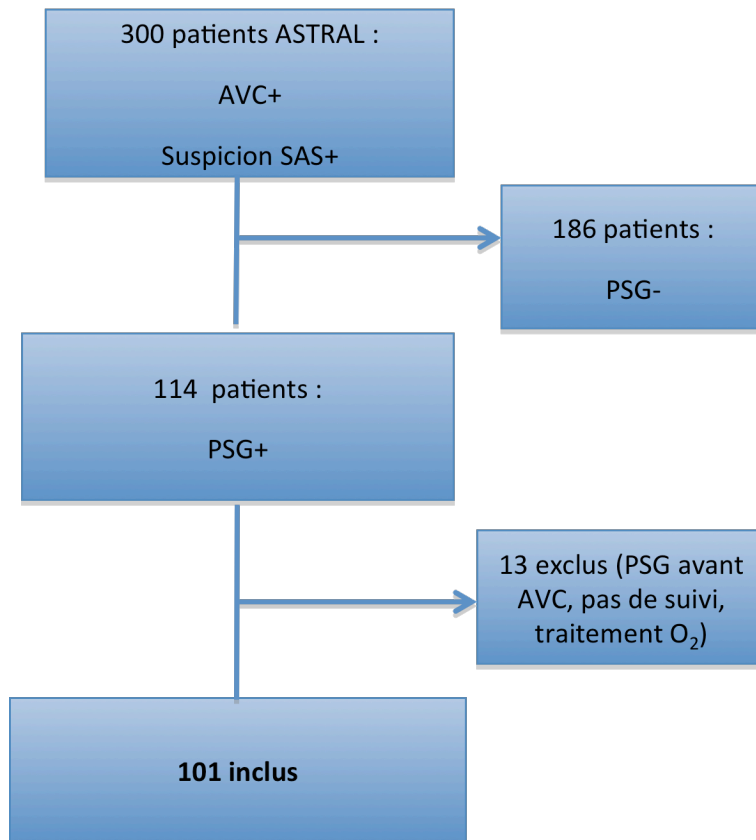 300 patients ASTRAL :
AVC+
Suspicion SAS+
186 patients :
PSG-
114 patients :
PSG+
13 exclus (PSG avant
AVC, pas de suivi,
traitement O₂)
101 inclus